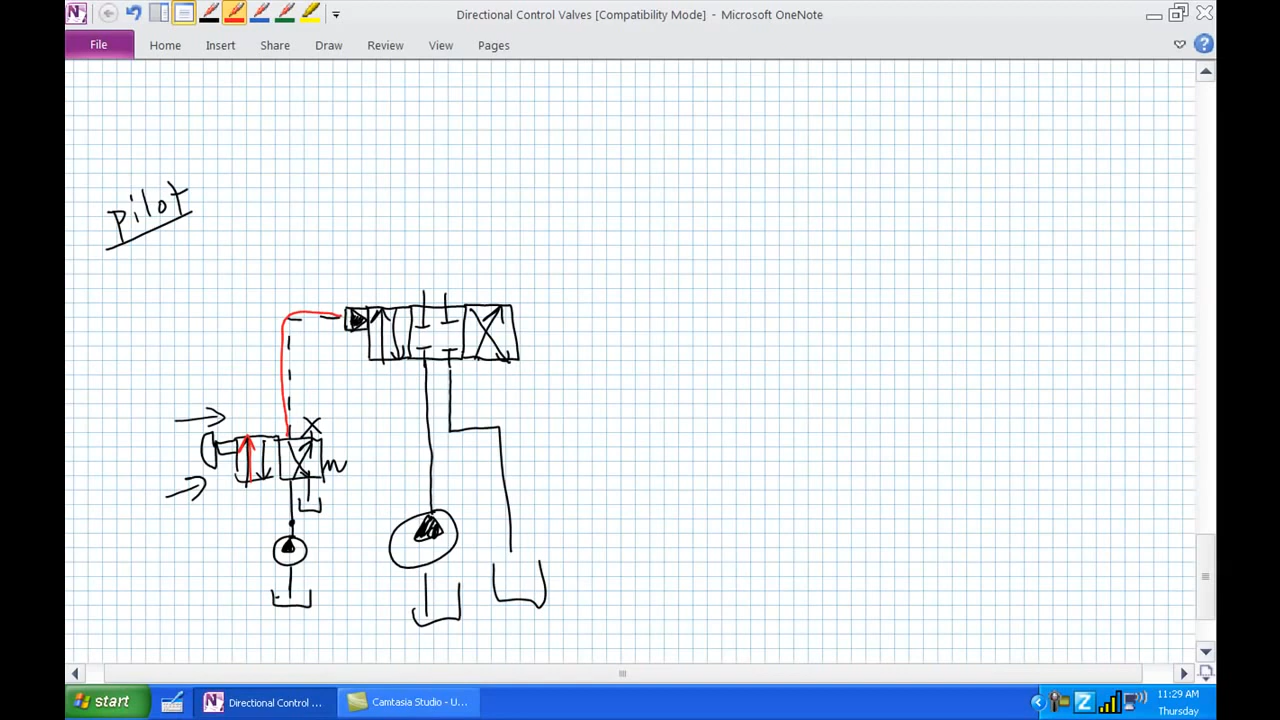 Directional Control Valves [Compatibility Mode] - Microsoft OneNote
File Home Insert Share Draw Review View Pages
pilot
start
Directional Control ...
Camtasia Studio - U...
11:29 AM
Thursday